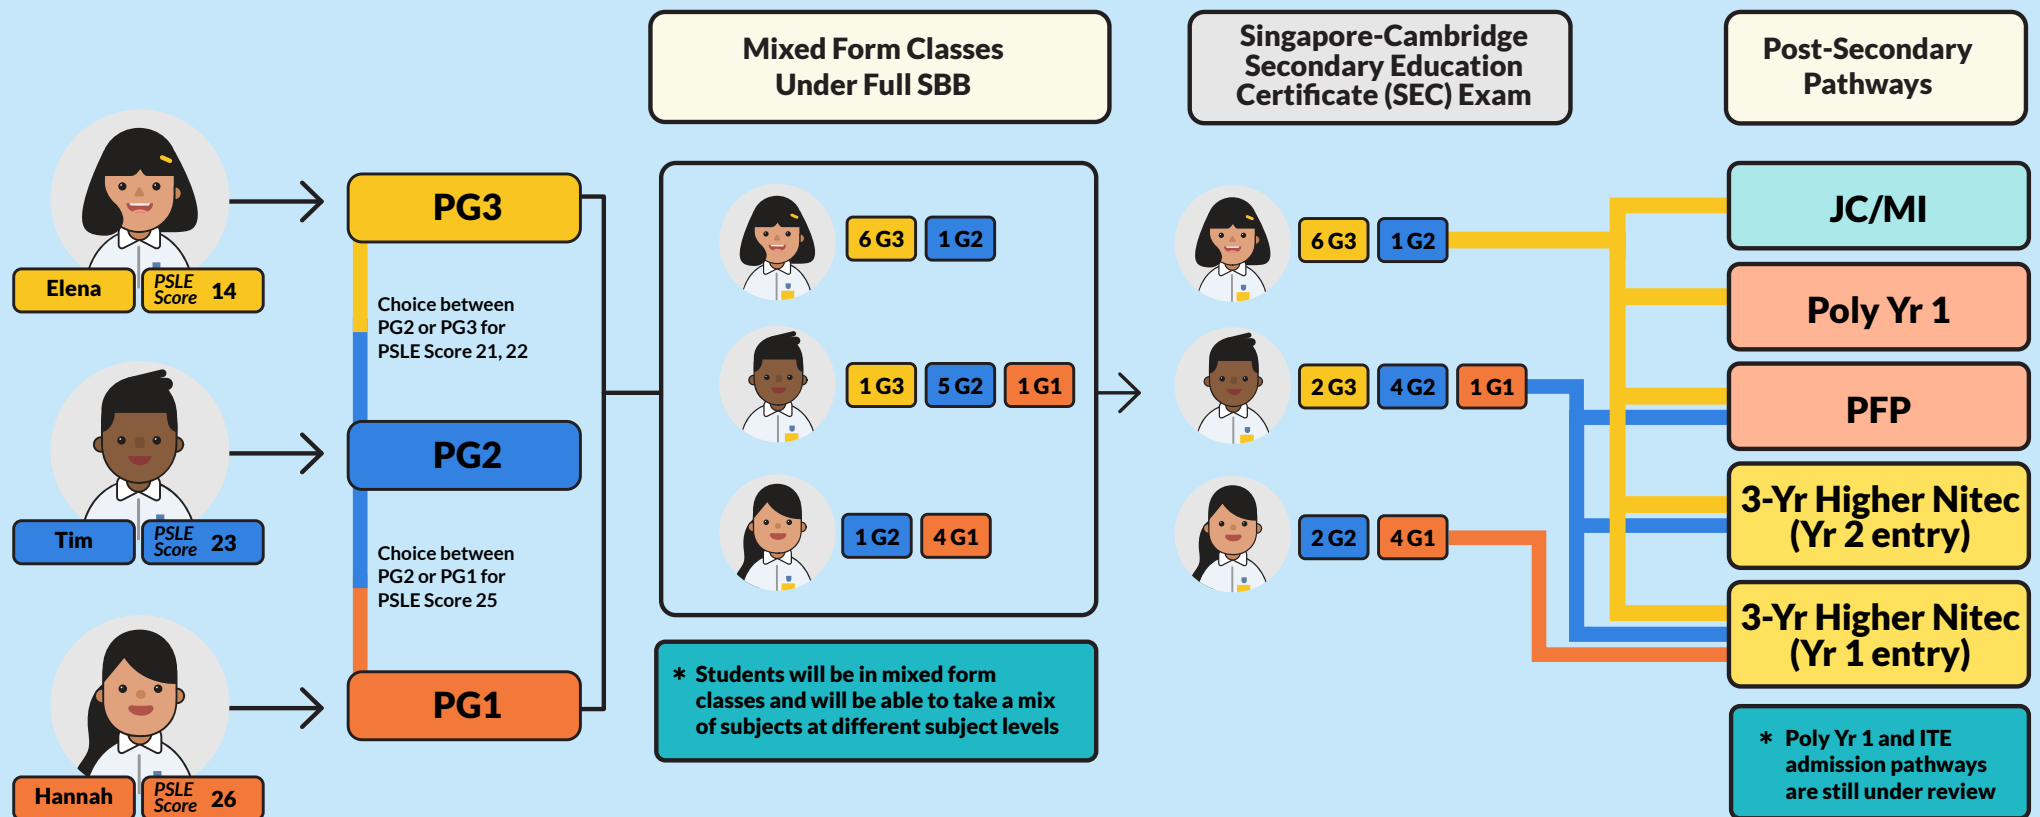 Mixed Form Classes
Under Full SBB
Singapore-Cambridge
Secondary Education
Certificate (SEC) Exam
Post-Secondary
Pathways
Elena
PSLE
Score 14
PG3
Choice between
PG2 or PG3 for
PSLE Score 21, 22
Tim
PSLE
Score 23
PG2
Choice between
PG2 or PG1 for
PSLE Score 25
Hannah
PSLE
Score 26
PG1
6 G3 1 G2
1 G3 5 G2 1 G1
1 G2 4 G1
* Students will be in mixed form
classes and will be able to take a mix
of subjects at different subject levels
6 G3 1 G2
2 G3 4 G2 1 G1
2 G2 4 G1
JC/MI
Poly Yr 1
PFP
3-Yr Higher Nitec
(Yr 2 entry)
3-Yr Higher Nitec
(Yr 1 entry)
* Poly Yr 1 and ITE
admission pathways
are still under review